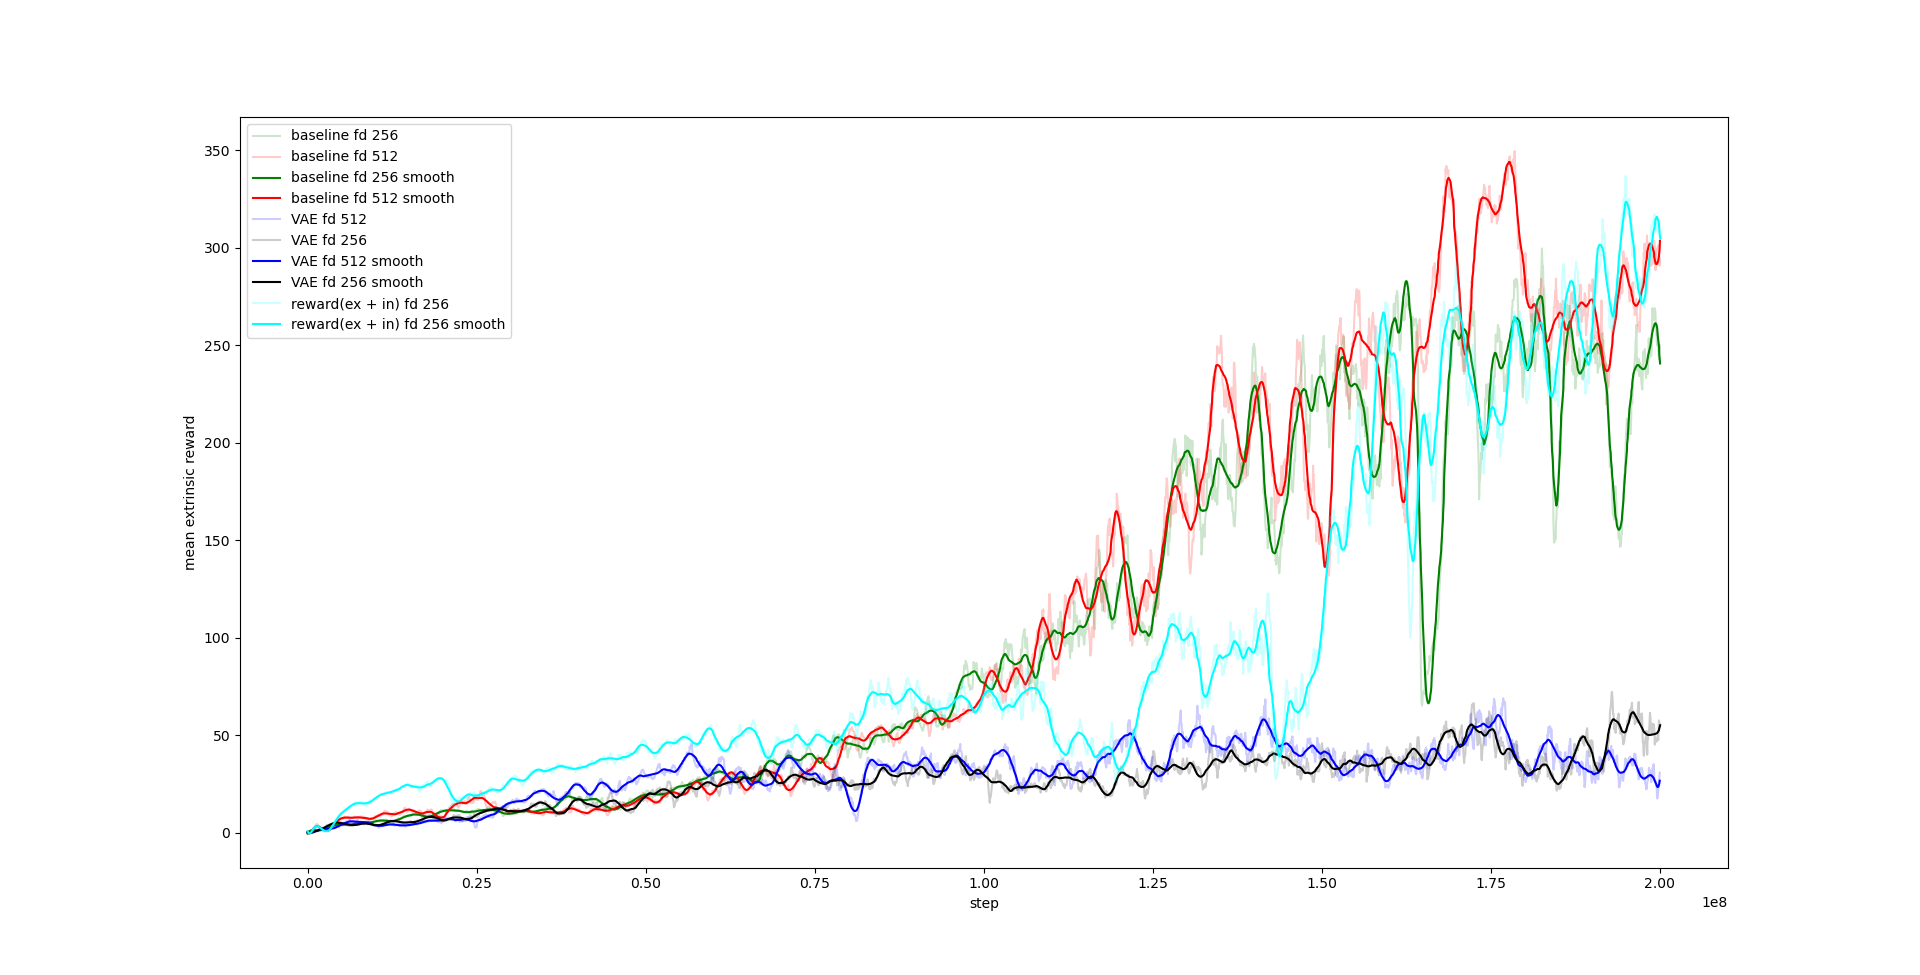 baseline fd 256
baseline fd 512
baseline fd 256 smooth
baseline fd 512 smooth
VAE fd 512
VAE fd 256
VAE fd 512 smooth
VAE fd 256 smooth
reward(ex + in) fd 256
reward(ex + in) fd 256 smooth
mean extrinsic reward
350
300
250
200
150
100
50
0
0.00 0.25 0.50 0.75 1.00 1.25 1.50 1.75 2.00
step
1e8